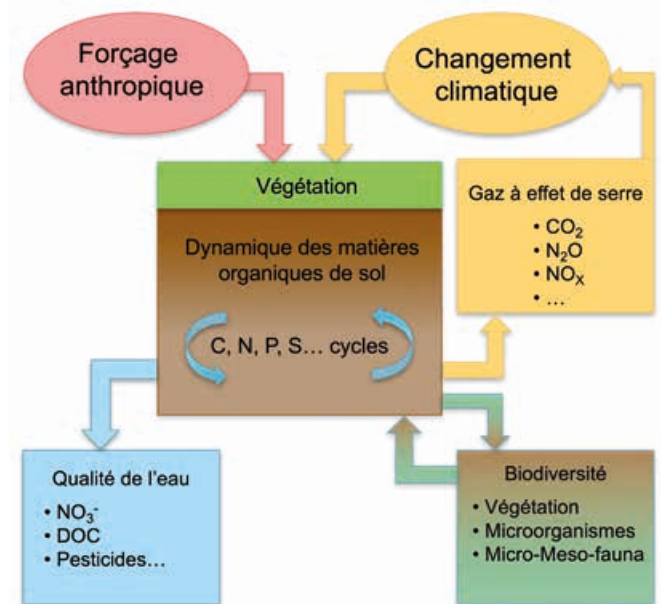 Forçage
anthropique
Changement
climatique
Végétation
Dynamique des matières
organiques de sol
C, N, P, S… cycles
Gaz à effet de serre
• CO₂
• N₂O
• NOₓ
• …
Qualité de l’eau
• NO₃⁻
• DOC
• Pesticides…
Biodiversité
• Végétation
• Microorganismes
• Micro-Meso-fauna